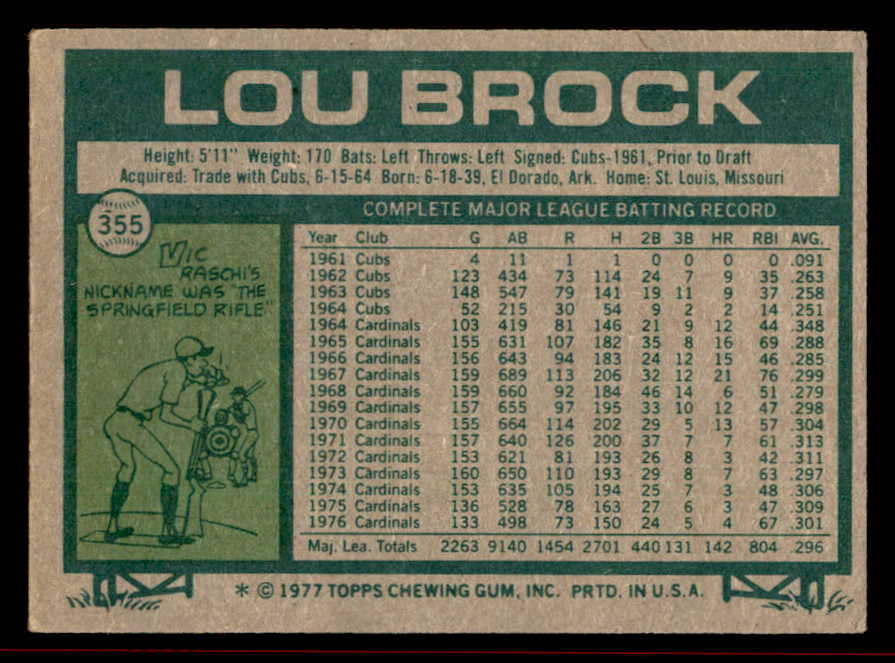 LOU BROCK
Height: 5'11" Weight: 170 Bats: Left Throws: Left Signed: Cubs-1961, Prior to Draft
Acquired: Trade with Cubs, 6-15-64 Born: 6-18-39, El Dorado, Ark. Home: St. Louis, Missouri
355
VIC
RASCHI'S
NICKNAME WAS "THE
SPRINGFIELD RIFLE"
COMPLETE MAJOR LEAGUE BATTING RECORD
Year Club G AB R H 2B 3B HR RBI AVG.
1961 Cubs 4 11 1 1 0 0 0 0 .091
1962 Cubs 123 434 73 114 24 7 9 35 .263
1963 Cubs 148 547 79 141 19 11 9 37 .258
1964 Cubs 52 215 30 54 9 2 2 14 .251
1964 Cardinals 103 419 81 146 21 9 12 44 .348
1965 Cardinals 155 631 107 182 35 8 16 69 .288
1966 Cardinals 156 643 94 183 24 12 15 46 .285
1967 Cardinals 159 689 113 206 32 12 21 76 .299
1968 Cardinals 159 660 92 184 46 14 6 51 .279
1969 Cardinals 157 655 97 195 33 10 12 47 .298
1970 Cardinals 155 664 114 202 29 5 13 57 .304
1971 Cardinals 157 640 126 200 37 7 7 61 .313
1972 Cardinals 153 621 81 193 26 8 3 42 .311
1973 Cardinals 160 650 110 193 29 8 7 63 .297
1974 Cardinals 153 635 105 194 25 7 3 48 .306
1975 Cardinals 136 528 78 163 27 6 3 47 .309
1976 Cardinals 133 498 73 150 24 5 4 67 .301
Maj. Lea. Totals 2263 9140 1454 2701 440 131 142 804 .296
* © 1977 TOPPS CHEWING GUM, INC. PRTD. IN U.S.A.